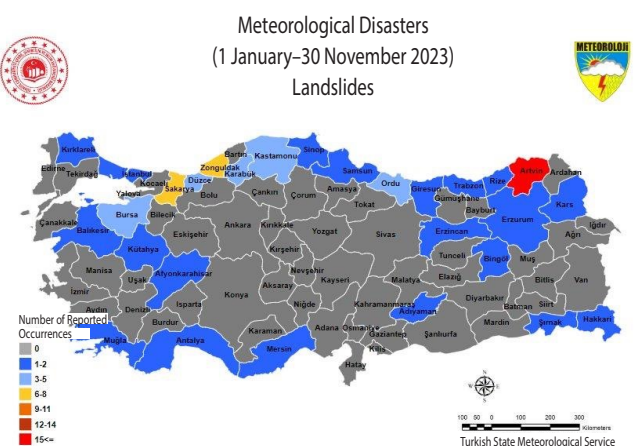 Meteorological Disasters
(1 January–30 November 2023)
Landslides
METEOROLOJİ
Kırklareli
Edirne
Tekirdağ
İstanbul
Kocaeli
Yalova
Sakarya
Düzce
Zonguldak
Bartın
Karabük
Kastamonu
Sinop
Samsun
Ordu
Giresun
Trabzon
Rize
Artvin
Ardahan
Kars
Iğdır
Ağrı
Erzurum
Bayburt
Gümüşhane
Erzincan
Tunceli
Bingöl
Muş
Bitlis
Van
Hakkari
Şırnak
Siirt
Batman
Mardin
Diyarbakır
Elazığ
Malatya
Adıyaman
Şanlıurfa
Gaziantep
Kilis
Hatay
Osmaniye
Kahramanmaraş
Adana
Mersin
Karaman
Niğde
Kayseri
Nevşehir
Aksaray
Konya
Kırşehir
Kırıkkale
Yozgat
Sivas
Tokat
Amasya
Çorum
Çankırı
Ankara
Bolu
Eskişehir
Bilecik
Bursa
Çanakkale
Balıkesir
Kütahya
Afyonkarahisar
Manisa
Uşak
İzmir
Aydın
Denizli
Isparta
Burdur
Muğla
Antalya
Number of Reported
Occurrences
0
1-2
3-5
6-8
9-11
12-14
15<=
N
W E
S
100 50 0 100 200 300
Kilometers
Turkish State Meteorological Service